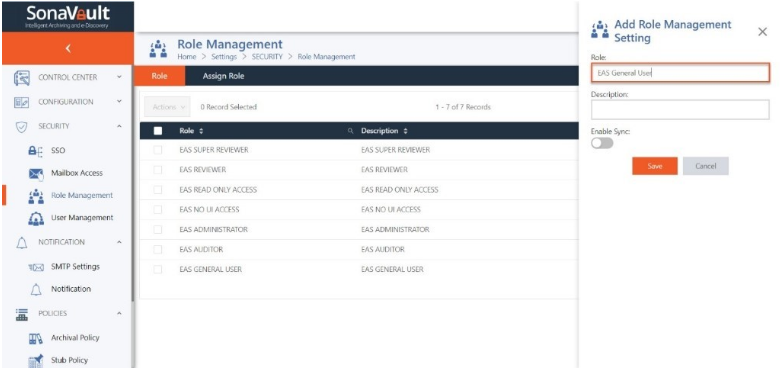 SonaVault
Intelligent Archiving and e-Discovery
CONTROL CENTER
CONFIGURATION
SECURITY
SSO
Mailbox Access
Role Management
User Management
NOTIFICATION
SMTP Settings
Notification
POLICIES
Archival Policy
Stub Policy
Role Management
Home > Settings > SECURITY > Role Management
Role Assign Role
Actions 0 Record Selected 1 - 7 of 7 Records
Role Description
EAS SUPER REVIEWER EAS SUPER REVIEWER
EAS REVIEWER EAS REVIEWER
EAS READ ONLY ACCESS EAS READ ONLY ACCESS
EAS NO UI ACCESS EAS NO UI ACCESS
EAS ADMINISTRATOR EAS ADMINISTRATOR
EAS AUDITOR EAS AUDITOR
EAS GENERAL USER EAS GENERAL USER
Add Role Management
Setting
Role:
EAS General User
Description:
Enable Sync:
Save Cancel